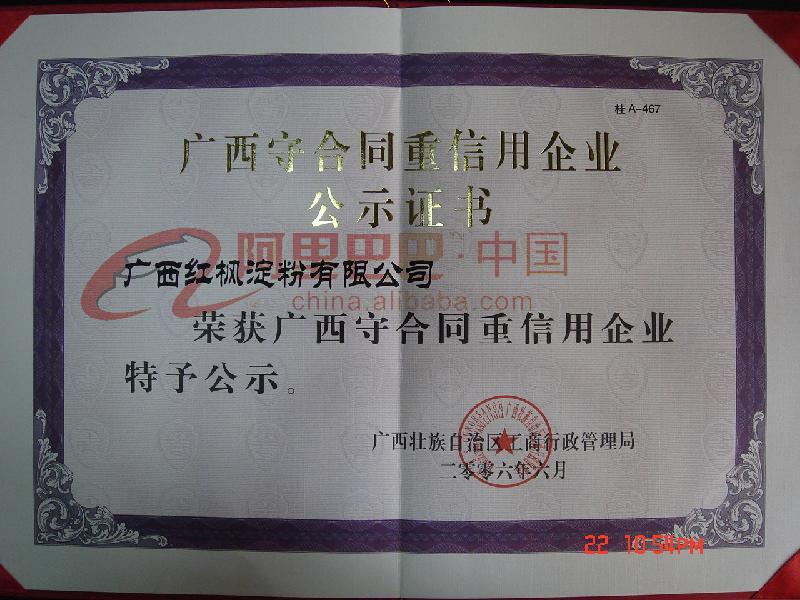 桂 A-467
广西守合同重信用企业
公示证书
阿里巴巴·中国
广西红枫淀粉有限公司
china.alibaba.com
荣获广西守合同重信用企业
特予公示。
广西壮族自治区工商行政管理局
二零零六年六月
22 10:54PM